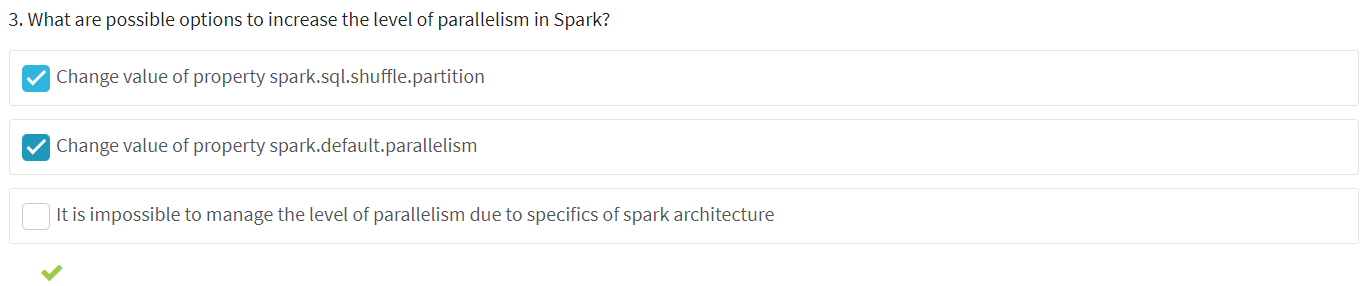 3. What are possible options to increase the level of parallelism in Spark?
Change value of property spark.sql.shuffle.partition
Change value of property spark.default.parallelism
It is impossible to manage the level of parallelism due to specifics of spark architecture